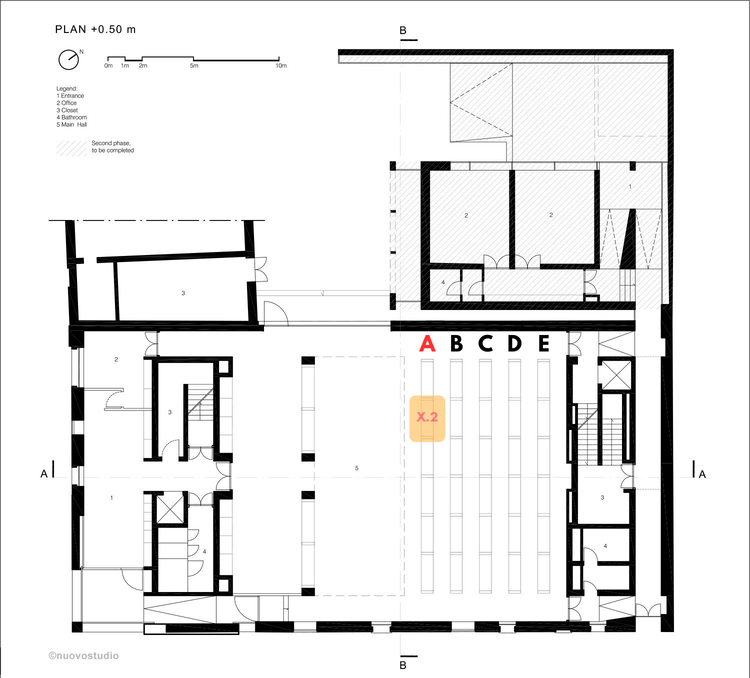 PLAN +0.50 m
B
N
0m 1m 2m 5m 10m
Legend:
1 Entrance
2 Office
3 Closet
4 Bathroom
5 Main Hall
Second phase,
to be completed
1
2 2
4
3
A B C D E
2
3
X.2
5
A A
1
3
4
4
B
©nuovostudio